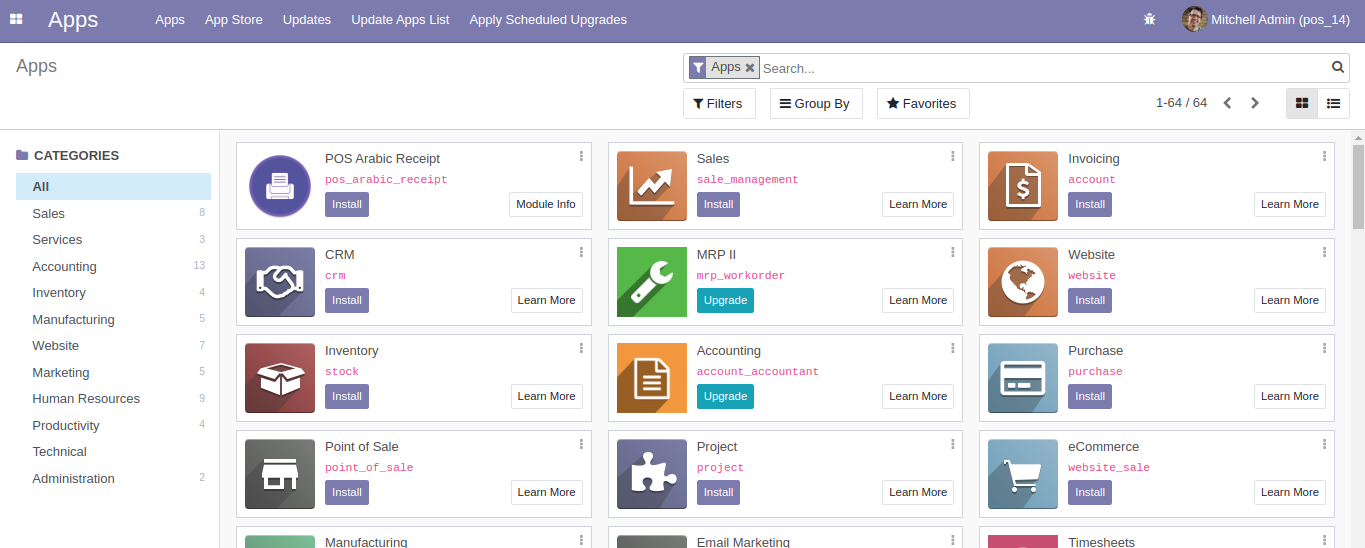 Apps Apps App Store Updates Update Apps List Apply Scheduled Upgrades Mitchell Admin (pos_14)
Apps
Apps Search...
Filters Group By Favorites 1-64 / 64
CATEGORIES
All
Sales 8
Services 3
Accounting 13
Inventory 4
Manufacturing 5
Website 7
Marketing 5
Human Resources 9
Productivity 4
Technical
Administration 2
POS Arabic Receipt
pos_arabic_receipt
Install Module Info
Sales
sale_management
Install Learn More
Invoicing
account
Install Learn More
CRM
crm
Install Learn More
MRP II
mrp_workorder
Upgrade Learn More
Website
website
Install Learn More
Inventory
stock
Install Learn More
Accounting
account_accountant
Upgrade Learn More
Purchase
purchase
Install Learn More
Point of Sale
point_of_sale
Install Learn More
Project
project
Install Learn More
eCommerce
website_sale
Install Learn More
Manufacturing
Email Marketing
Timesheets